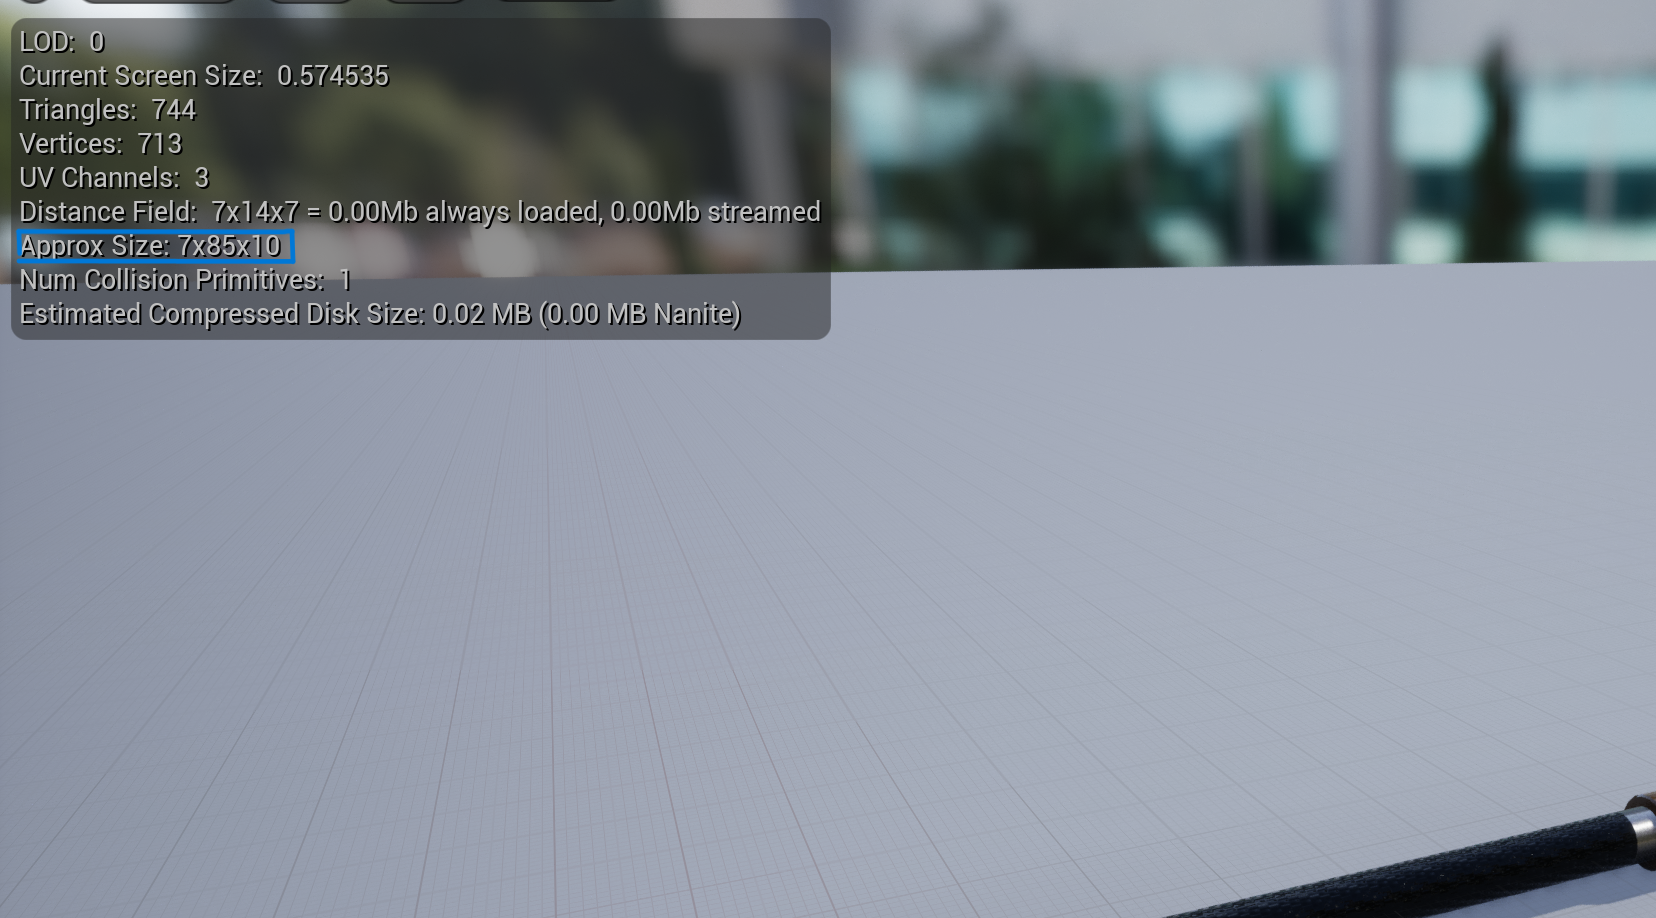 LOD: 0
Current Screen Size: 0.574535
Triangles: 744
Vertices: 713
UV Channels: 3
Distance Field: 7x14x7 = 0.00Mb always loaded, 0.00Mb streamed
Approx Size: 7x85x10
Num Collision Primitives: 1
Estimated Compressed Disk Size: 0.02 MB (0.00 MB Nanite)